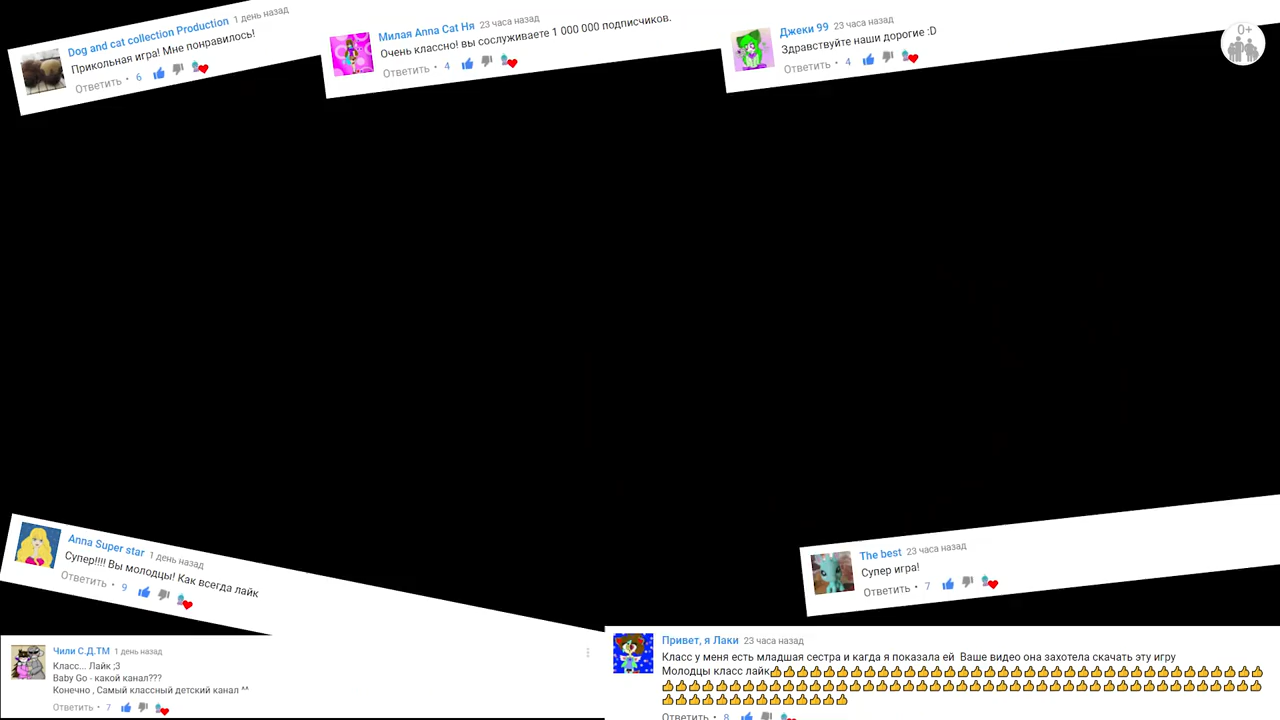 Dog and cat collection Production 1 день назад
Прикольная игра! Мне понравилось!
Ответить • 6
Милая Anna Cat Ня 23 часа назад
Очень классно! вы сослуживаете 1 000 000 подписчиков.
Ответить • 4
Джеки 99 23 часа назад
Здравствуйте наши дорогие :D
Ответить • 4
0+
Anna Super star 1 день назад
Супер!!!! Вы молодцы! Как всегда лайк
Ответить • 9
The best 23 часа назад
Супер игра!
Ответить • 7
Чили С.Д.ТМ 1 день назад
Класс... Лайк ;3
Baby Go - какой канал???
Конечно , Самый классный детский канал ^^
Ответить • 7
Привет, я Лаки 23 часа назад
Класс у меня есть младшая сестра и кагда я показала ей Ваше видео она захотела скачать эту игру
Молодцы класс лайк
Ответить • 8